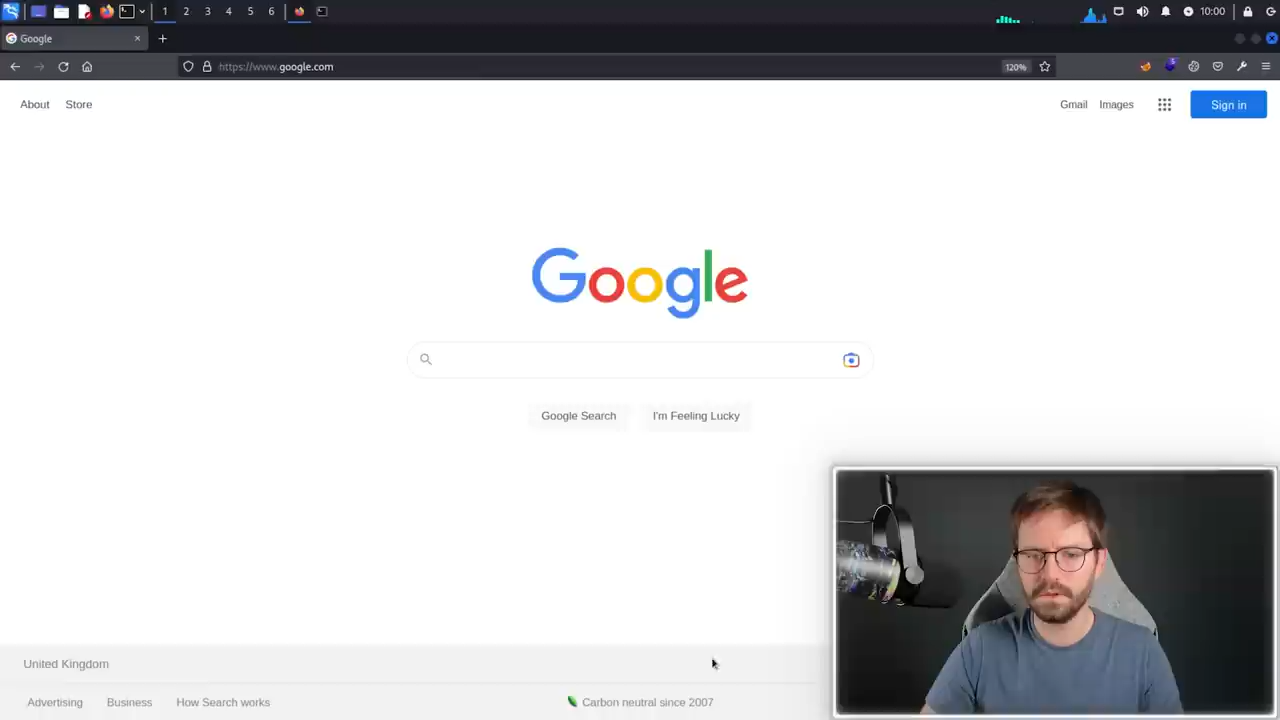 1 2 3 4 5 6
10:00
Google
https://www.google.com
120%
About Store
Gmail Images
Sign in
Google
Google Search I'm Feeling Lucky
United Kingdom
Advertising Business How Search works
Carbon neutral since 2007